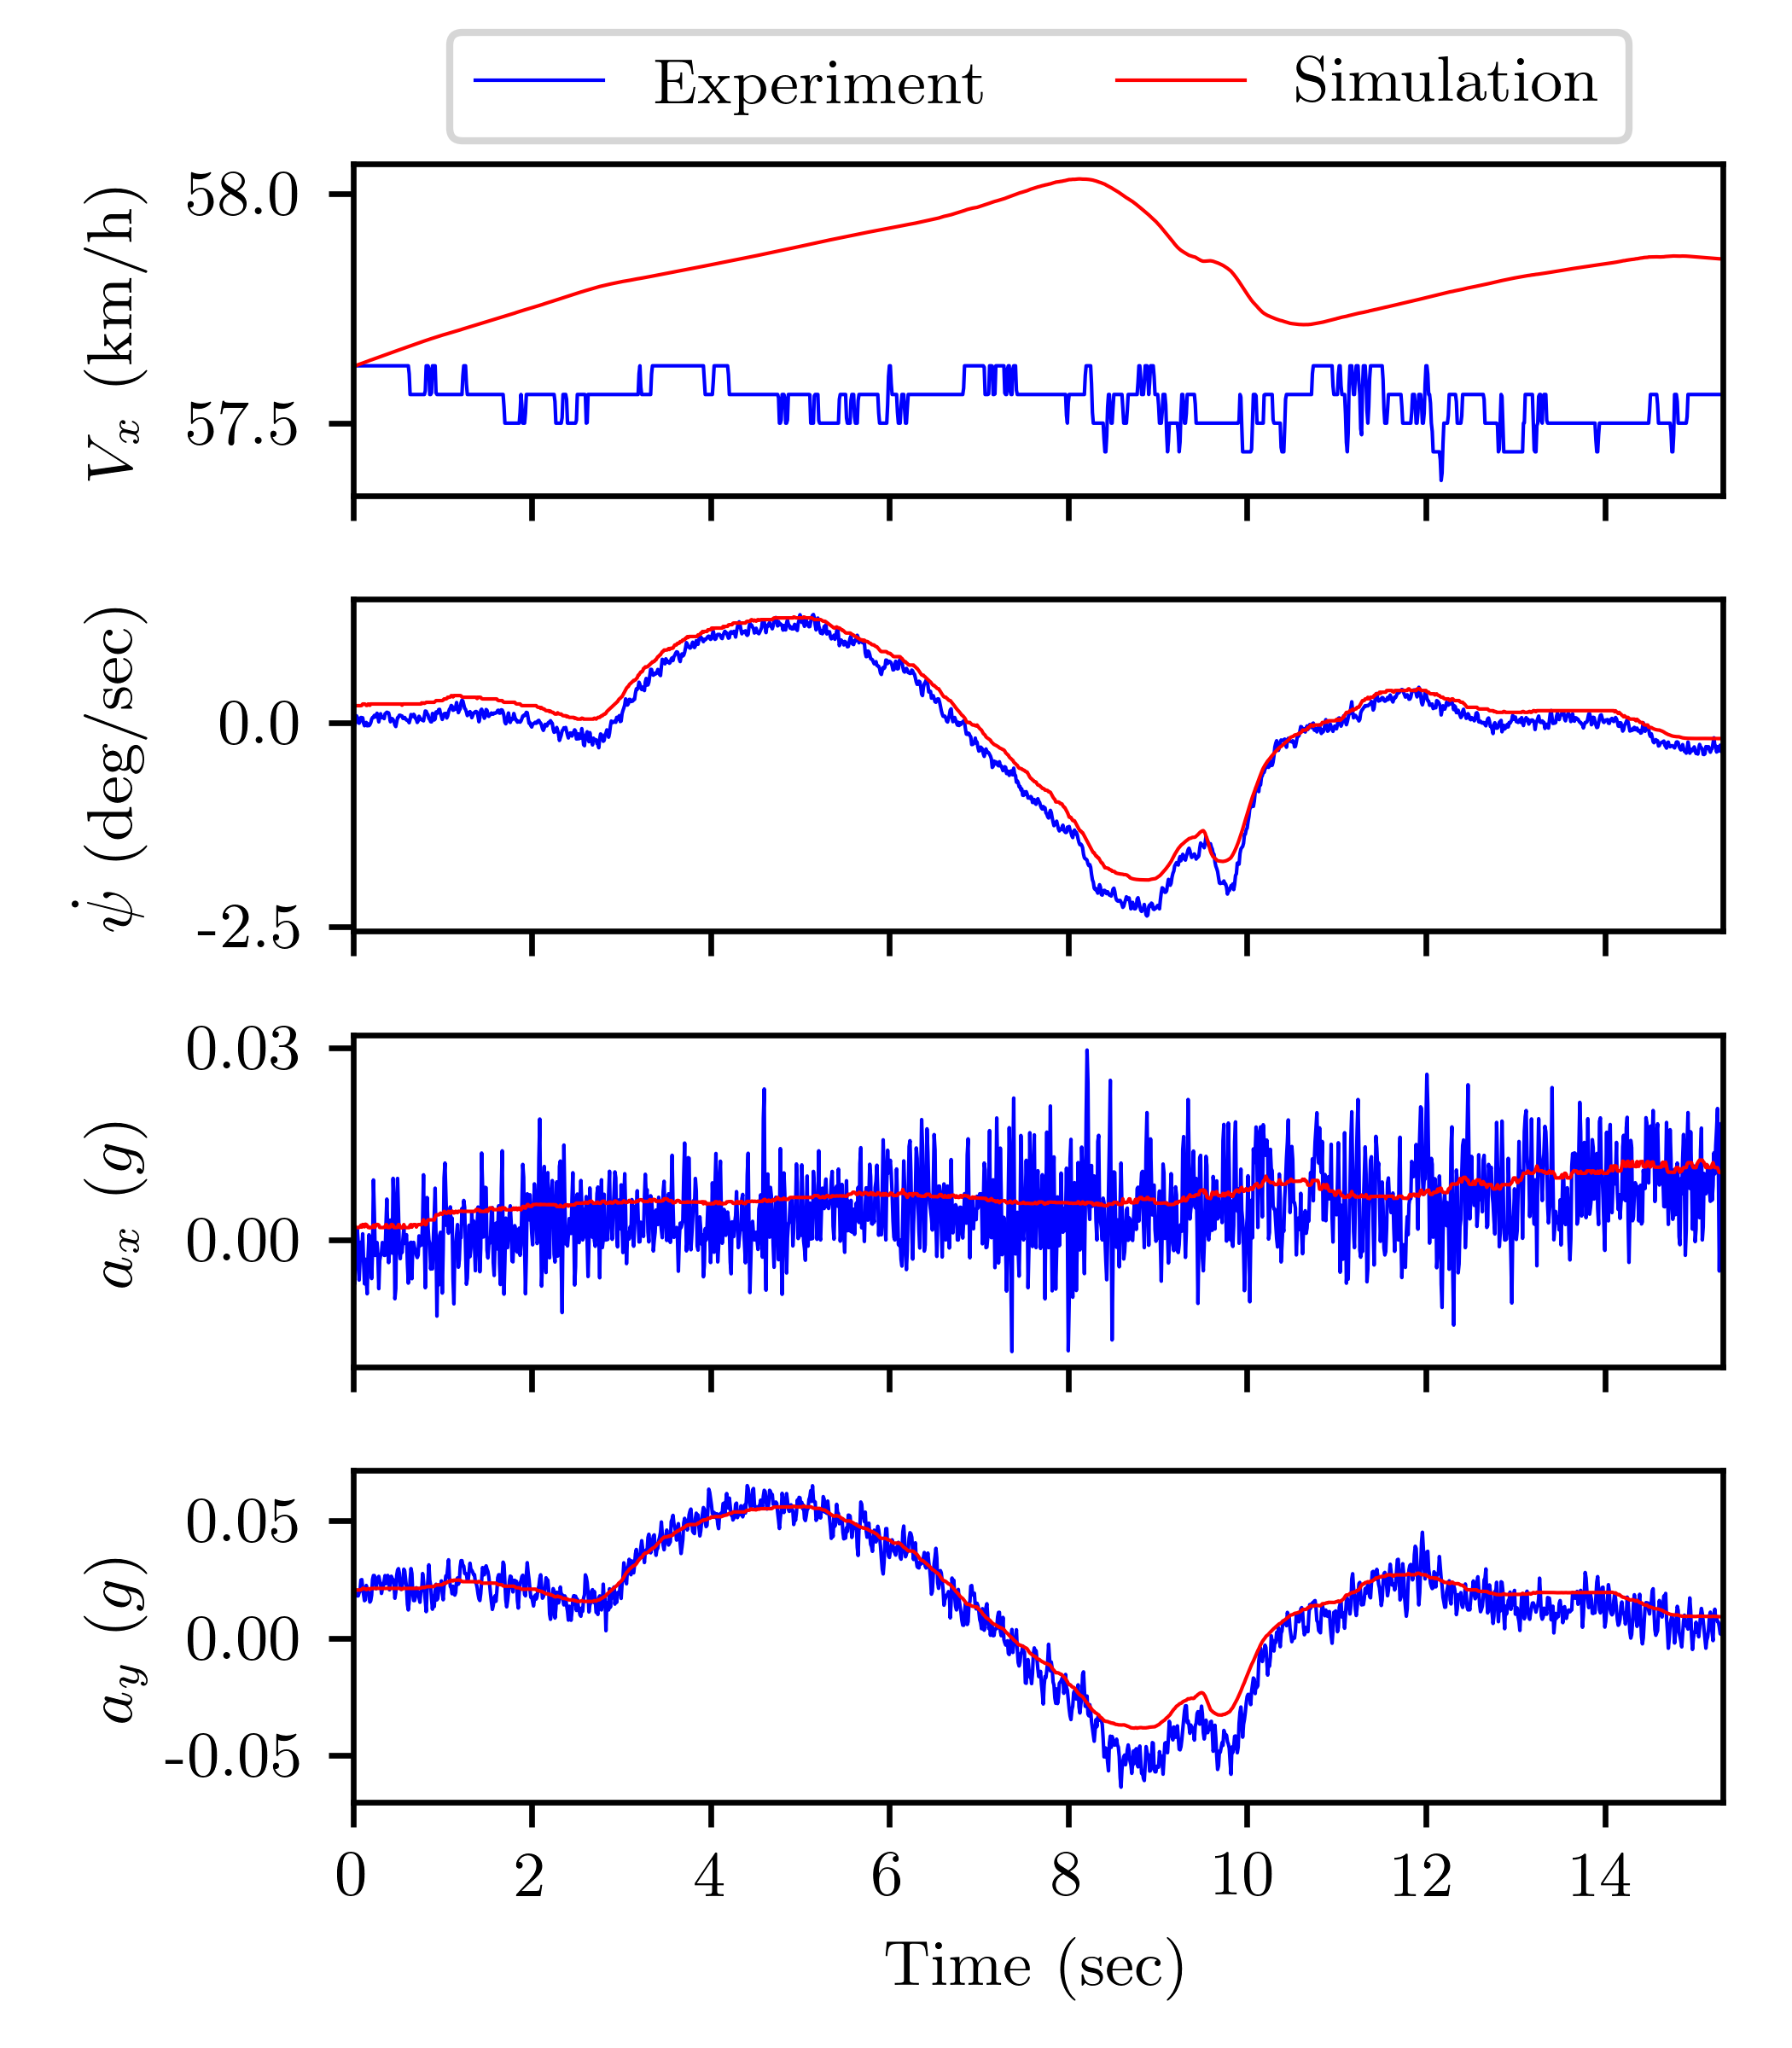 Experiment Simulation
58.0
57.5
V_x (km/h)
0.0
-2.5
ψ̇ (deg/sec)
0.03
0.00
a_x (g)
0.05
0.00
-0.05
a_y (g)
0 2 4 6 8 10 12 14
Time (sec)